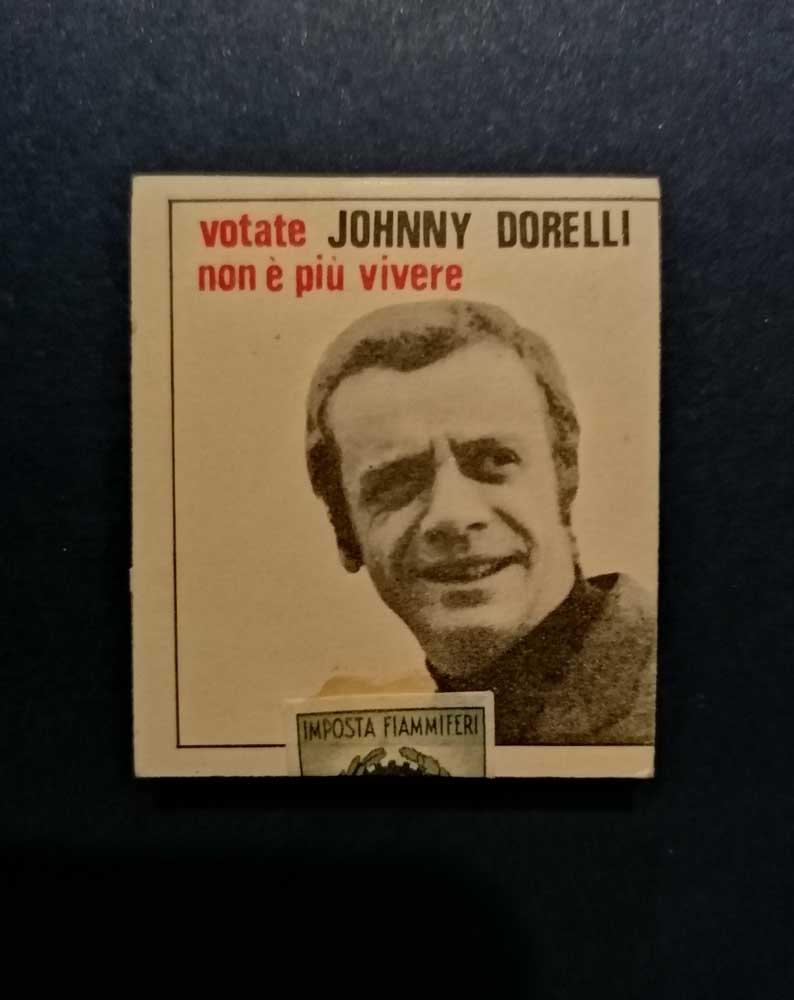 votate JOHNNY DORELLI
non è più vivere
IMPOSTA FIAMMIFERI